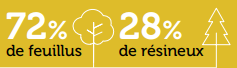 72% 28%
de feuillus de résineux